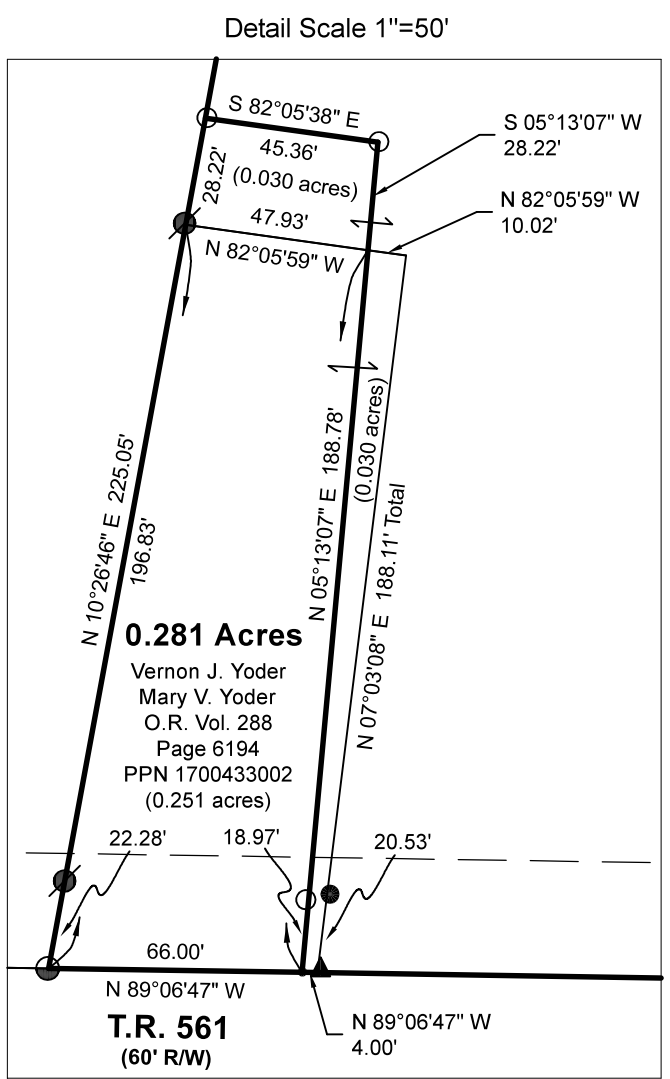 Detail Scale 1"=50'
S 82°05'38" E
45.36'
(0.030 acres)
28.22'
S 05°13'07" W
28.22'
47.93'
N 82°05'59" W
N 82°05'59" W
10.02'
N 10°26'46" E 225.05'
196.83'
N 05°13'07" E 188.78'
(0.030 acres)
N 07°03'08" E 188.11' Total
0.281 Acres
Vernon J. Yoder
Mary V. Yoder
O.R. Vol. 288
Page 6194
PPN 1700433002
(0.251 acres)
22.28'
18.97'
20.53'
66.00'
N 89°06'47" W
T.R. 561
(60' R/W)
N 89°06'47" W
4.00'